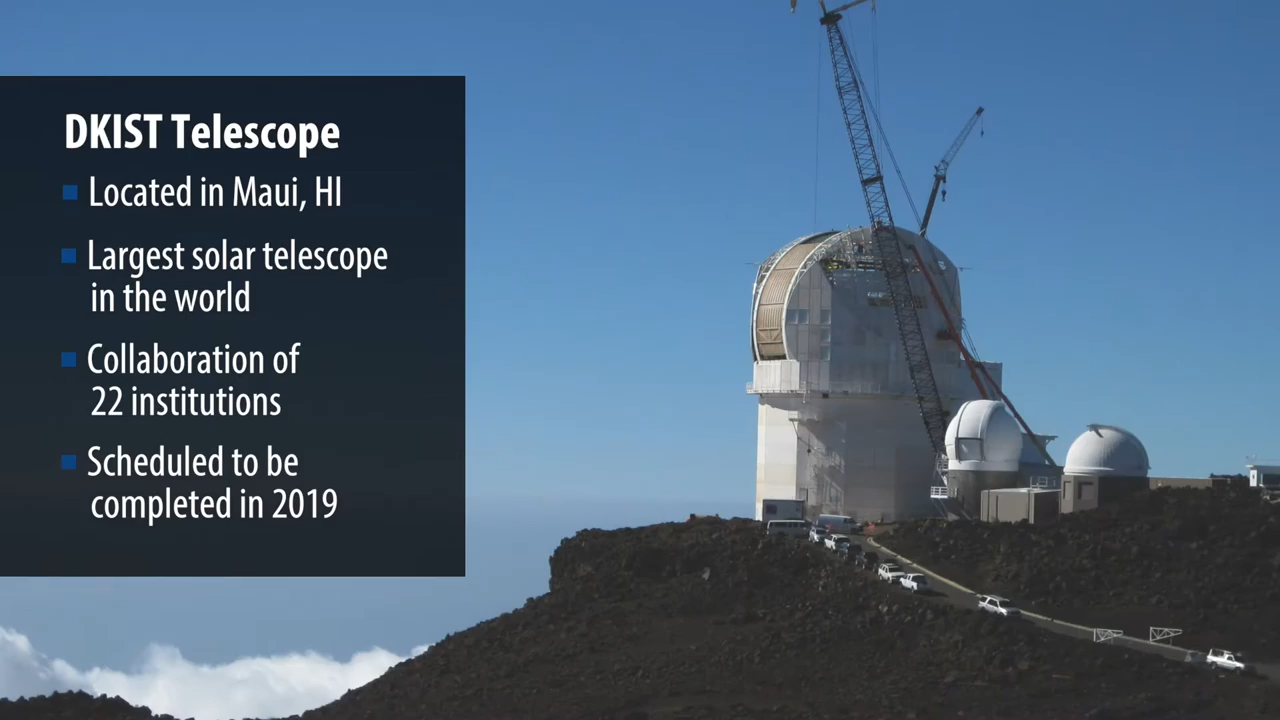 DKIST Telescope
Located in Maui, HI
Largest solar telescope
in the world
Collaboration of
22 institutions
Scheduled to be
completed in 2019